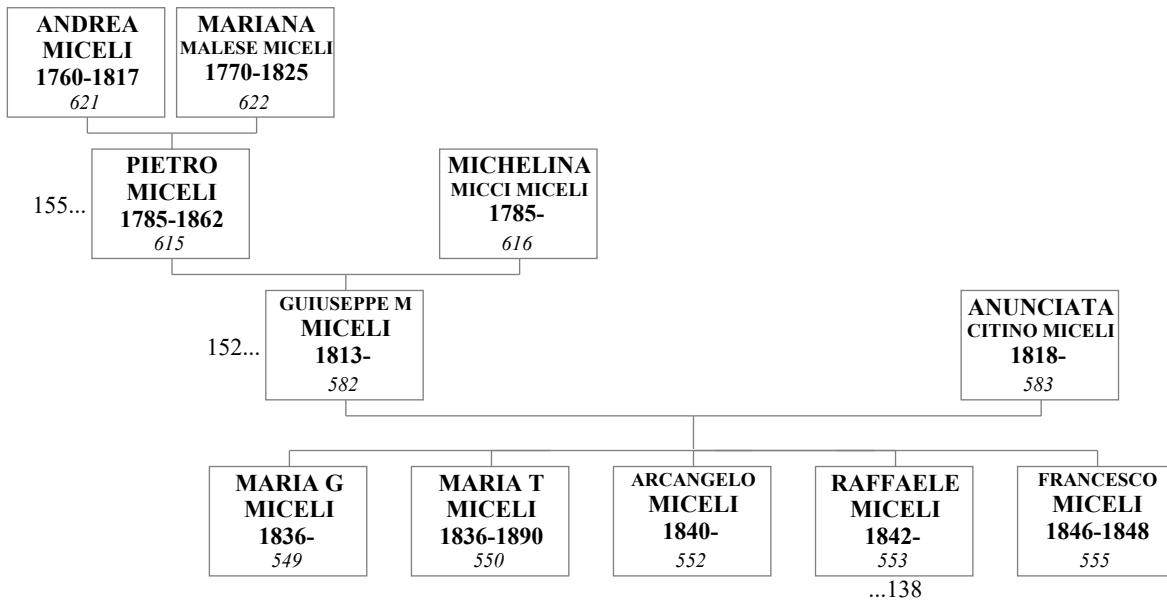 ANDREA
MICELI
1760-1817
621
MARIANA
MALESE MICELI
1770-1825
622
155...
PIETRO
MICELI
1785-1862
615
MICHELINA
MICCI MICELI
1785-
616
152...
GUIUSEPPE M
MICELI
1813-
582
ANUNCIATA
CITINO MICELI
1818-
583
MARIA G
MICELI
1836-
549
MARIA T
MICELI
1836-1890
550
ARCANGELO
MICELI
1840-
552
RAFFAELE
MICELI
1842-
553
...138
FRANCESCO
MICELI
1846-1848
555